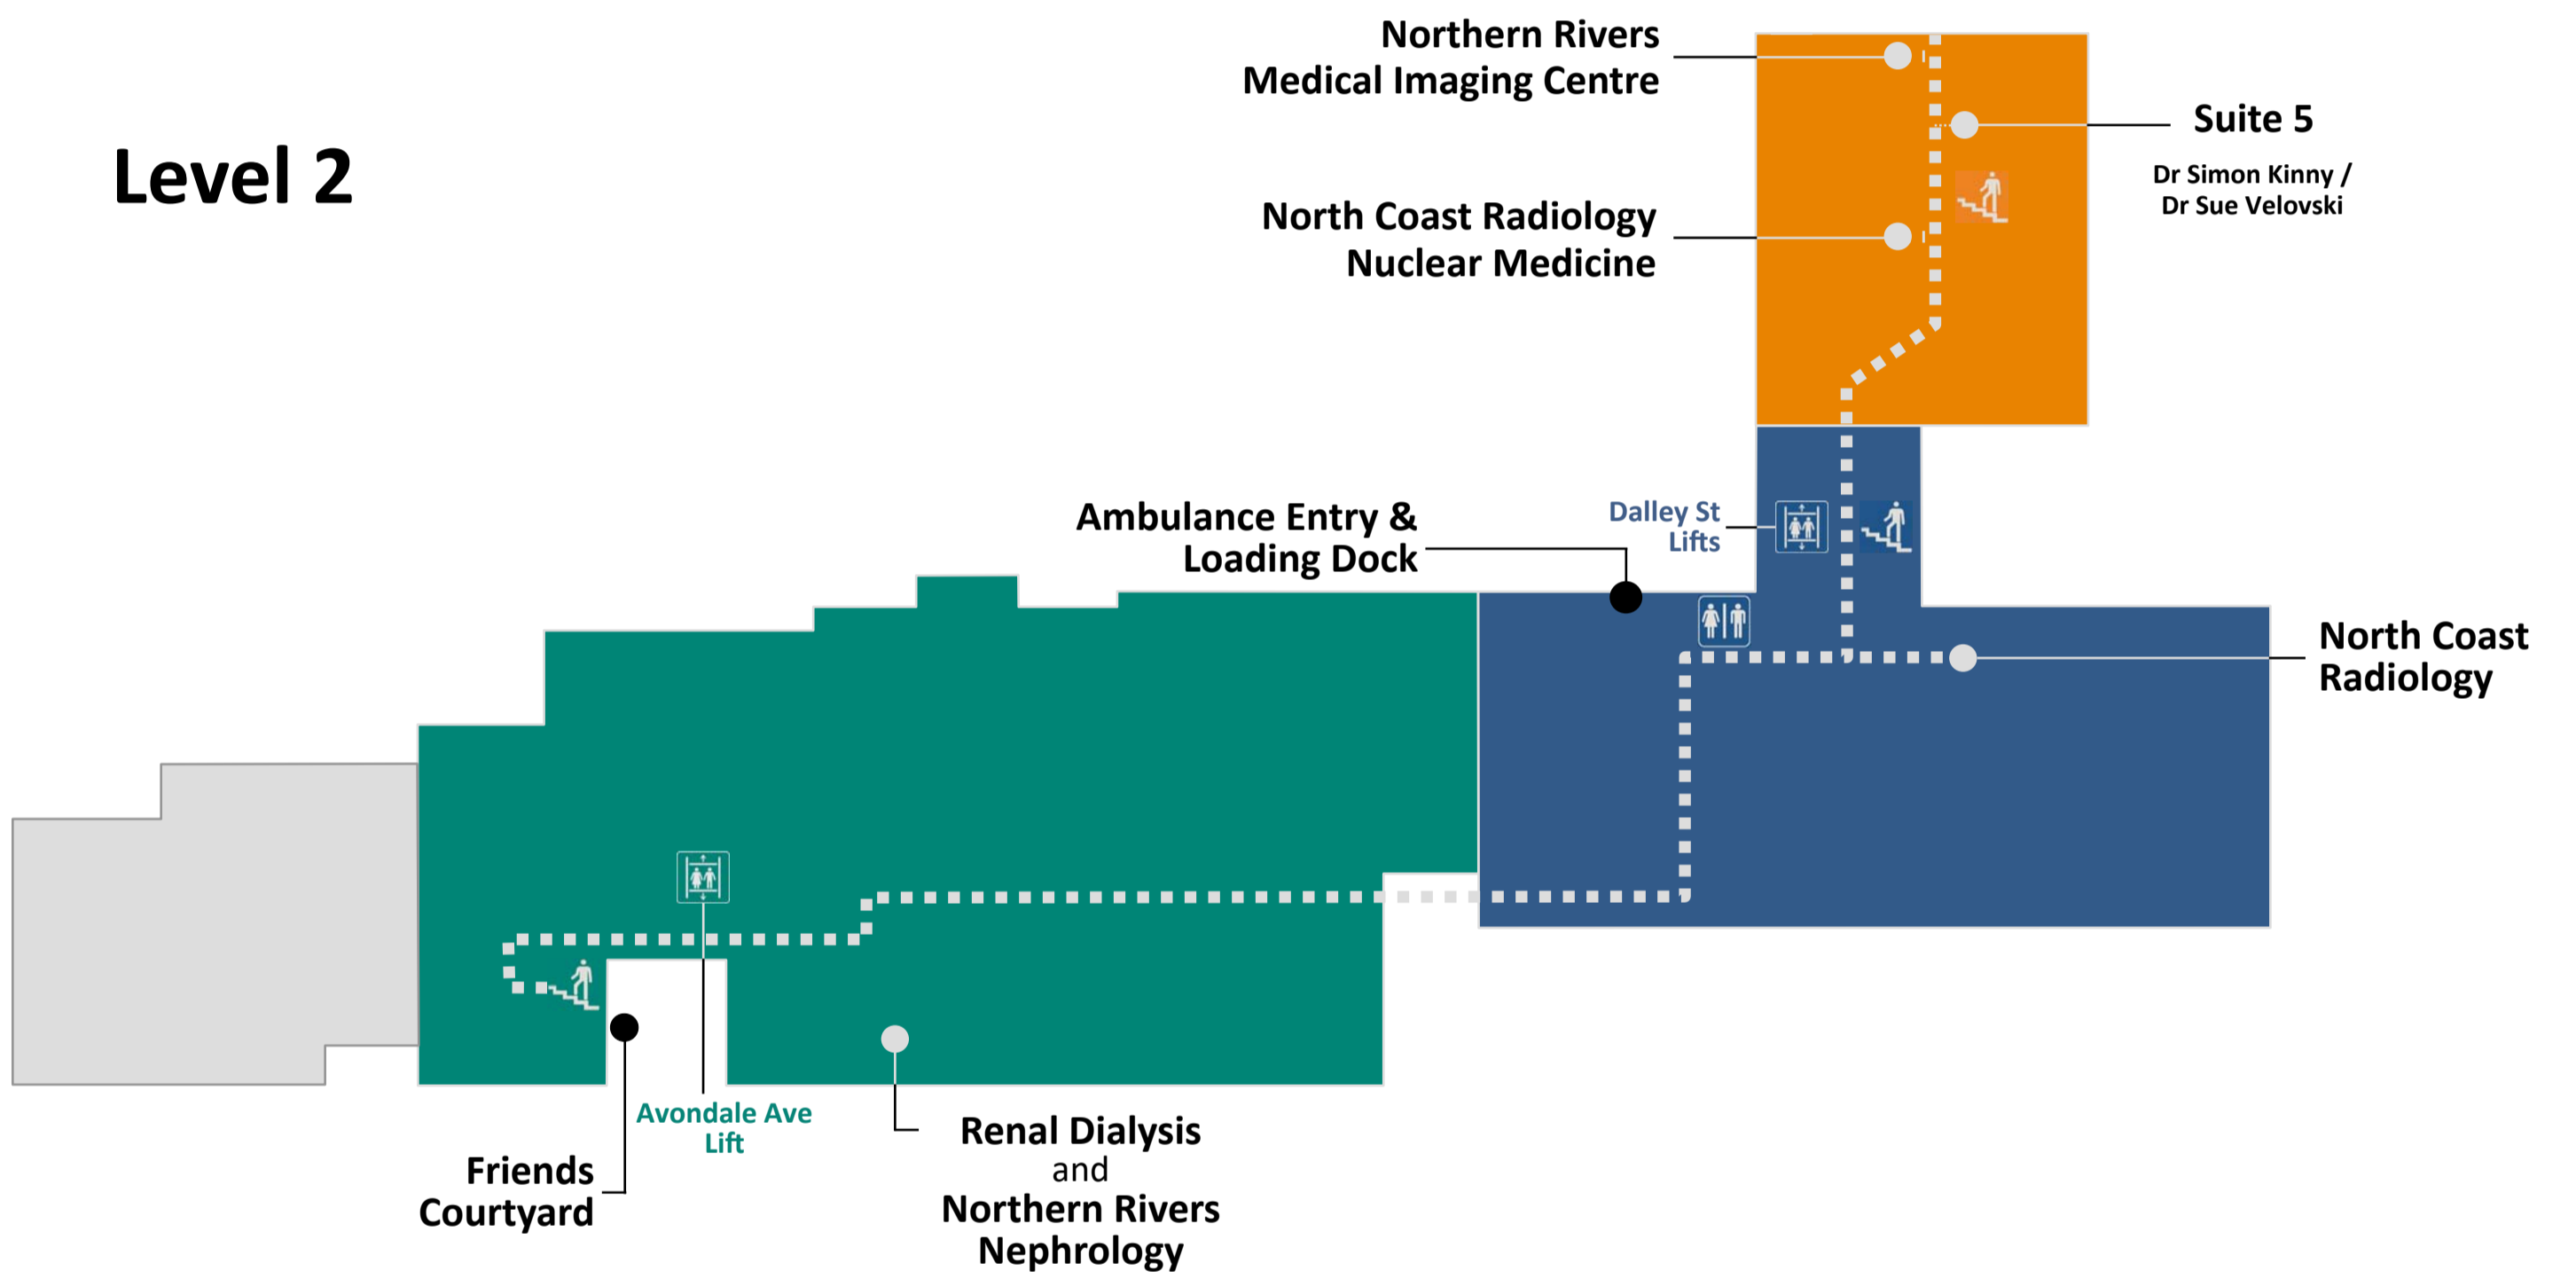 Level 2
Northern Rivers
Medical Imaging Centre
Suite 5
Dr Simon Kinny /
Dr Sue Velovski
North Coast Radiology
Nuclear Medicine
Ambulance Entry &
Loading Dock
Dalley St
Lifts
North Coast
Radiology
Avondale Ave
Lift
Friends
Courtyard
Renal Dialysis
and
Northern Rivers
Nephrology